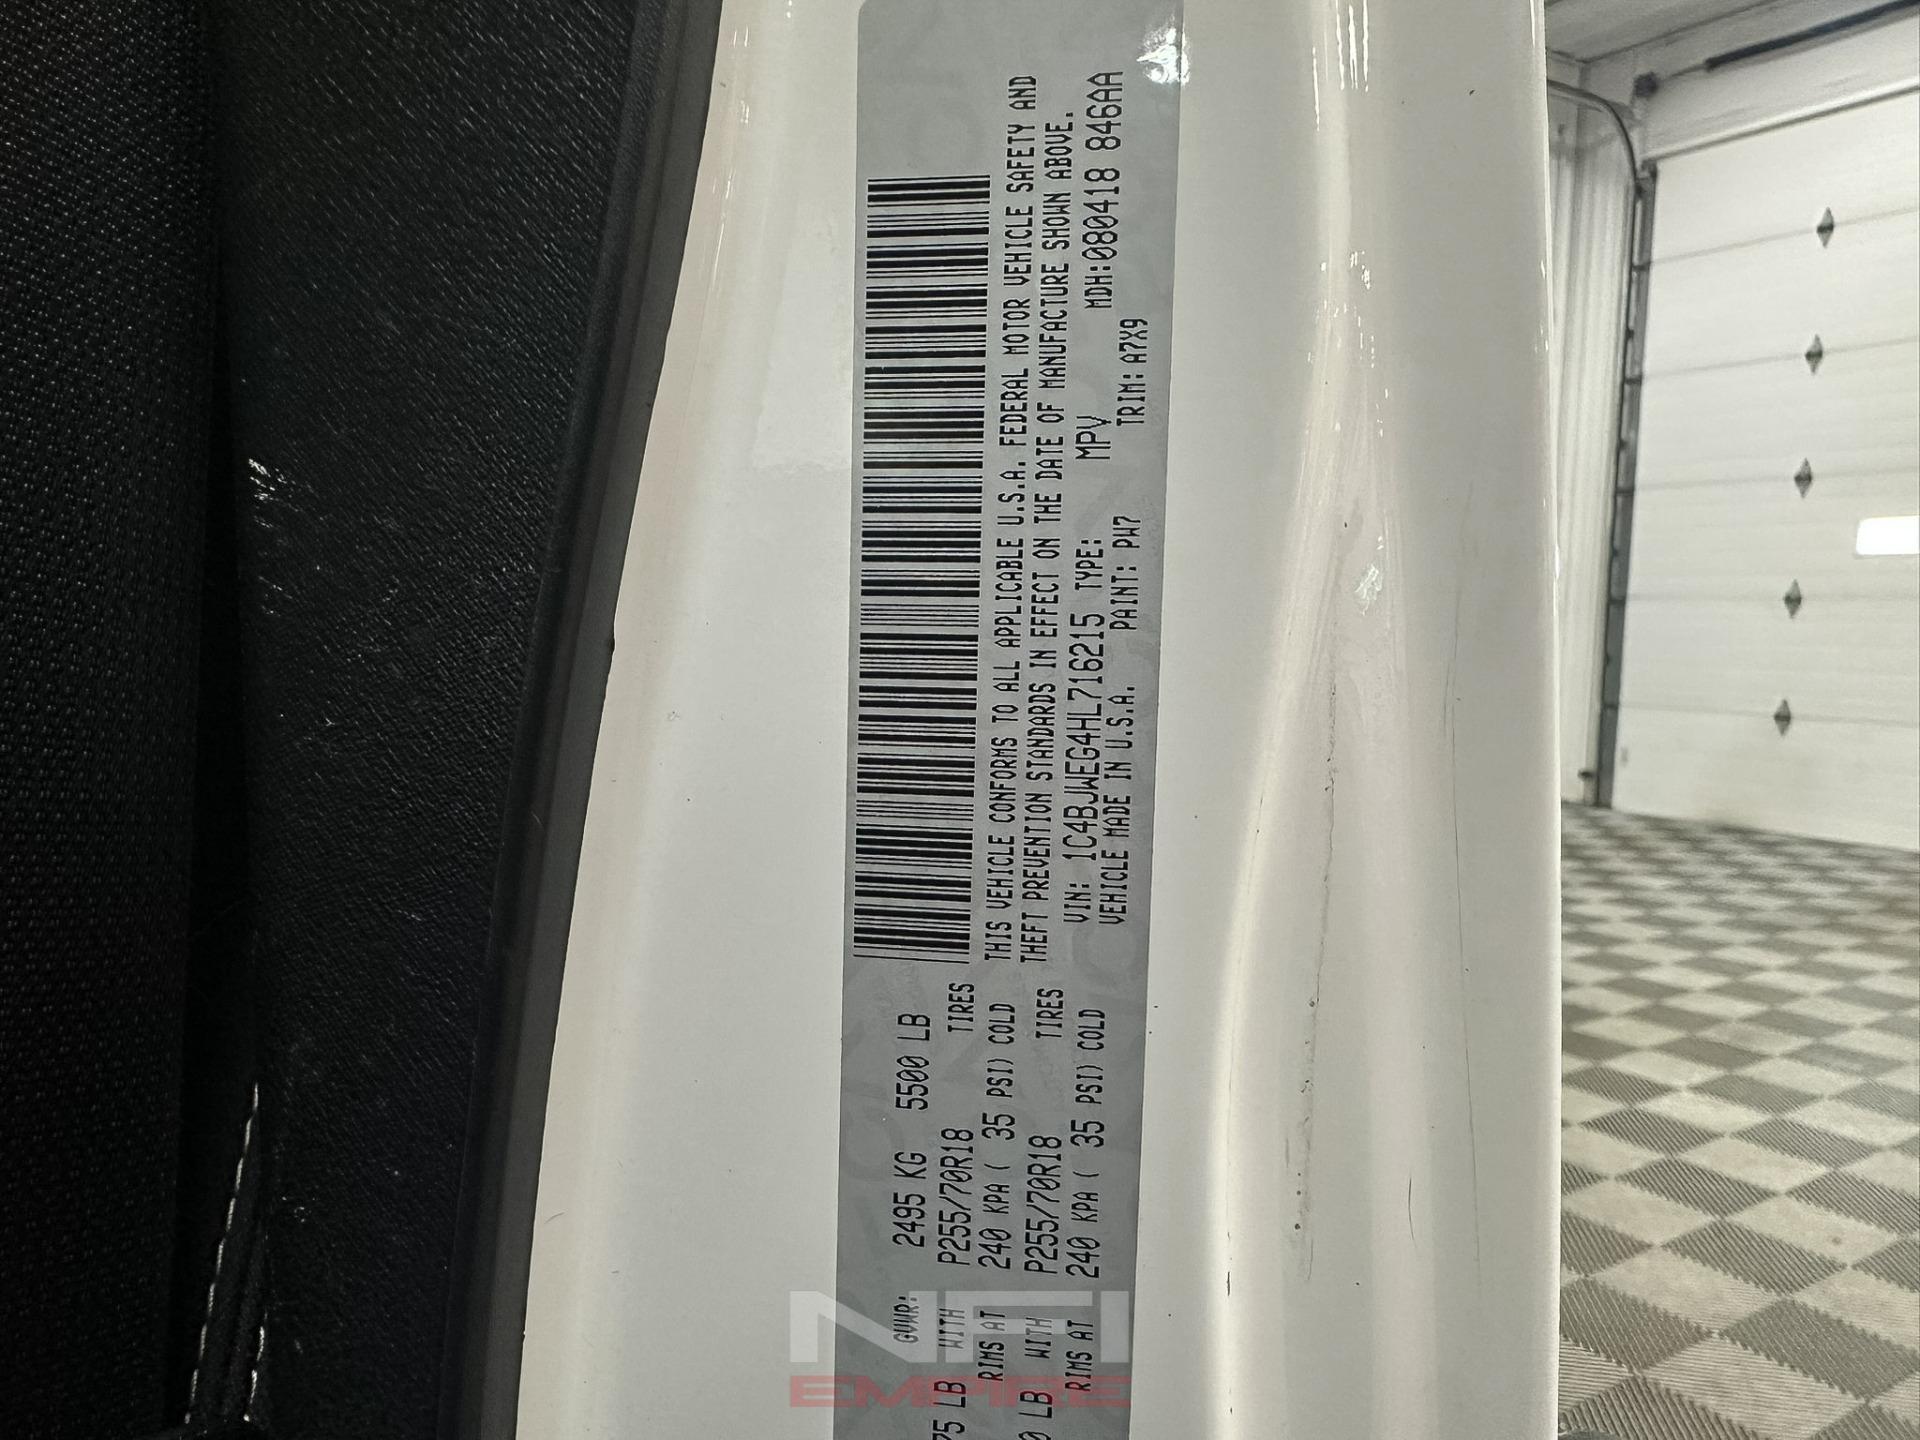 GVWR: 2495 KG 5500 LB
75 LB WITH P255/70R18 TIRES
RIMS AT 240 KPA ( 35 PSI) COLD
0 LB WITH P255/70R18 TIRES
RIMS AT 240 KPA ( 35 PSI) COLD
THIS VEHICLE CONFORMS TO ALL APPLICABLE U.S.A. FEDERAL MOTOR VEHICLE SAFETY AND
THEFT PREVENTION STANDARDS IN EFFECT ON THE DATE OF MANUFACTURE SHOWN ABOVE.
VIN: 1C4BJWEG4HL716215 TYPE: MPV MDH:080418 846AA
VEHICLE MADE IN U.S.A. PAINT: PW7 TRIM: A7X9
NFI
EMPIRE